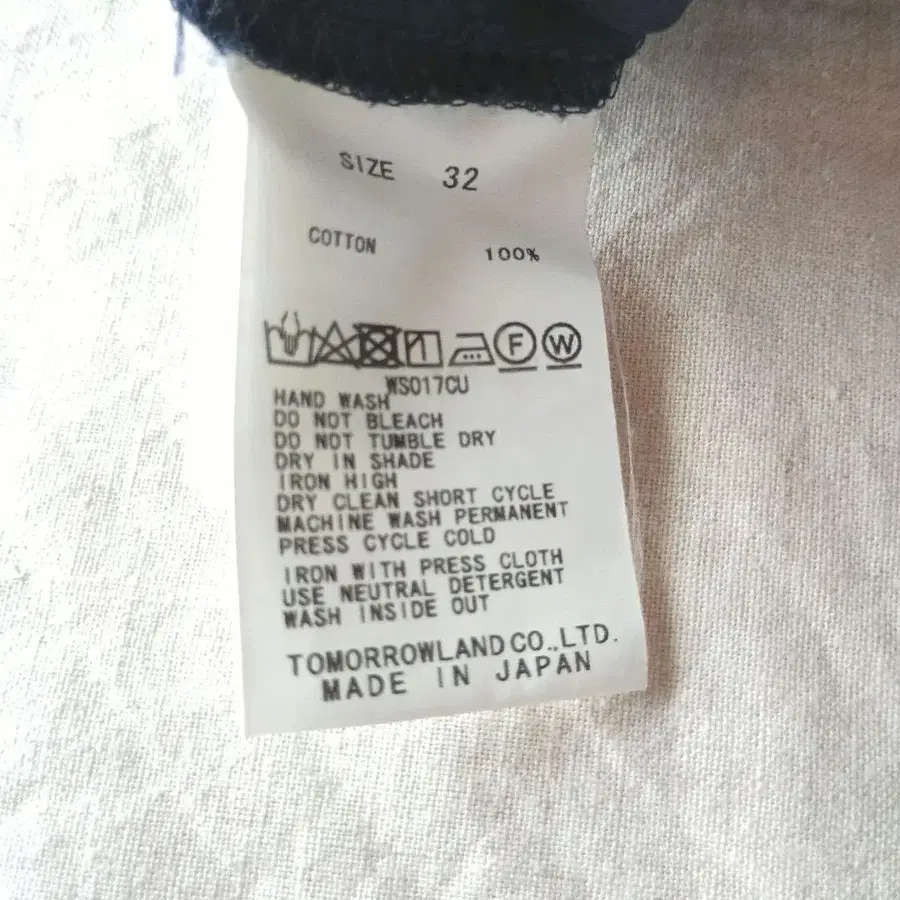 SIZE 32
COTTON 100%
F W
WS017CU
HAND WASH
DO NOT BLEACH
DO NOT TUMBLE DRY
DRY IN SHADE
IRON HIGH
DRY CLEAN SHORT CYCLE
MACHINE WASH PERMANENT
PRESS CYCLE COLD
IRON WITH PRESS CLOTH
USE NEUTRAL DETERGENT
WASH INSIDE OUT
TOMORROWLAND CO.,LTD.
MADE IN JAPAN